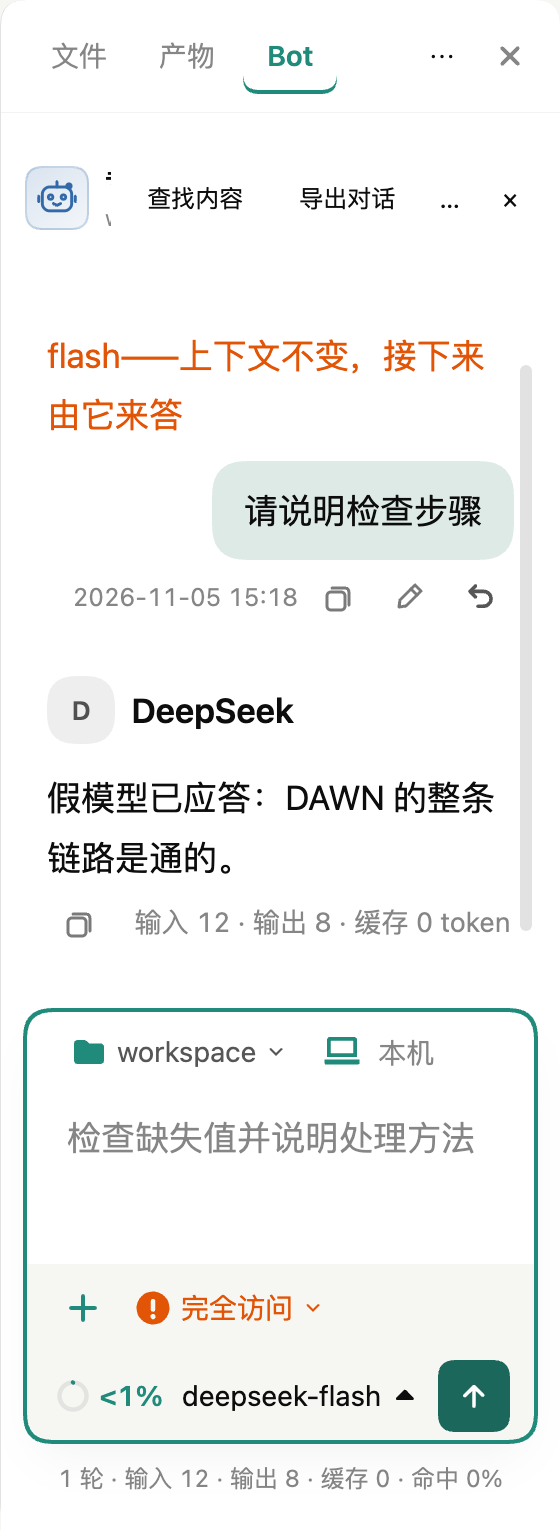 文件 产物 Bot ...
查找内容 导出对话 ...
flash——上下文不变，接下来
由它来答
请说明检查步骤
2026-11-05 15:18
D DeepSeek
假模型已应答：DAWN 的整条
链路是通的。
输入 12 · 输出 8 · 缓存 0 token
workspace 本机
检查缺失值并说明处理方法
完全访问
<1% deepseek-flash
1 轮 · 输入 12 · 输出 8 · 缓存 0 · 命中 0%